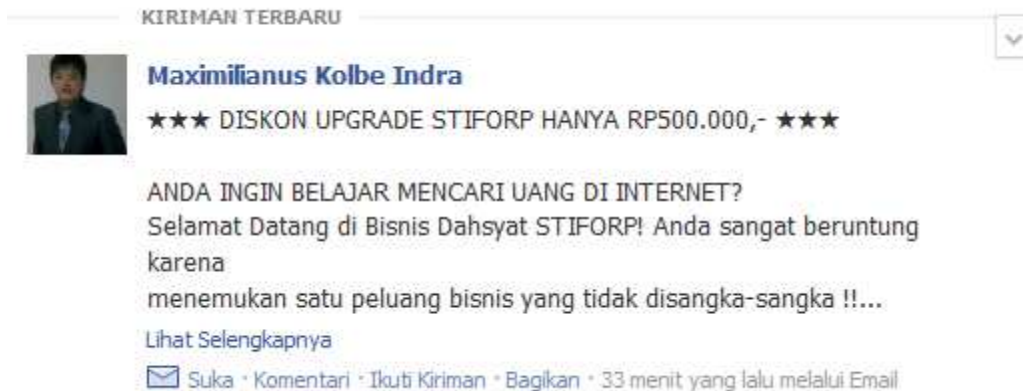 KIRIMAN TERBARU
Maximilianus Kolbe Indra
★★★ DISKON UPGRADE STIFORP HANYA RP500.000,- ★★★
ANDA INGIN BELAJAR MENCARI UANG DI INTERNET?
Selamat Datang di Bisnis Dahsyat STIFORP! Anda sangat beruntung
karena
menemukan satu peluang bisnis yang tidak disangka-sangka !!...
Lihat Selengkapnya
Suka · Komentari · Ikuti Kiriman · Bagikan · 33 menit yang lalu melalui Email